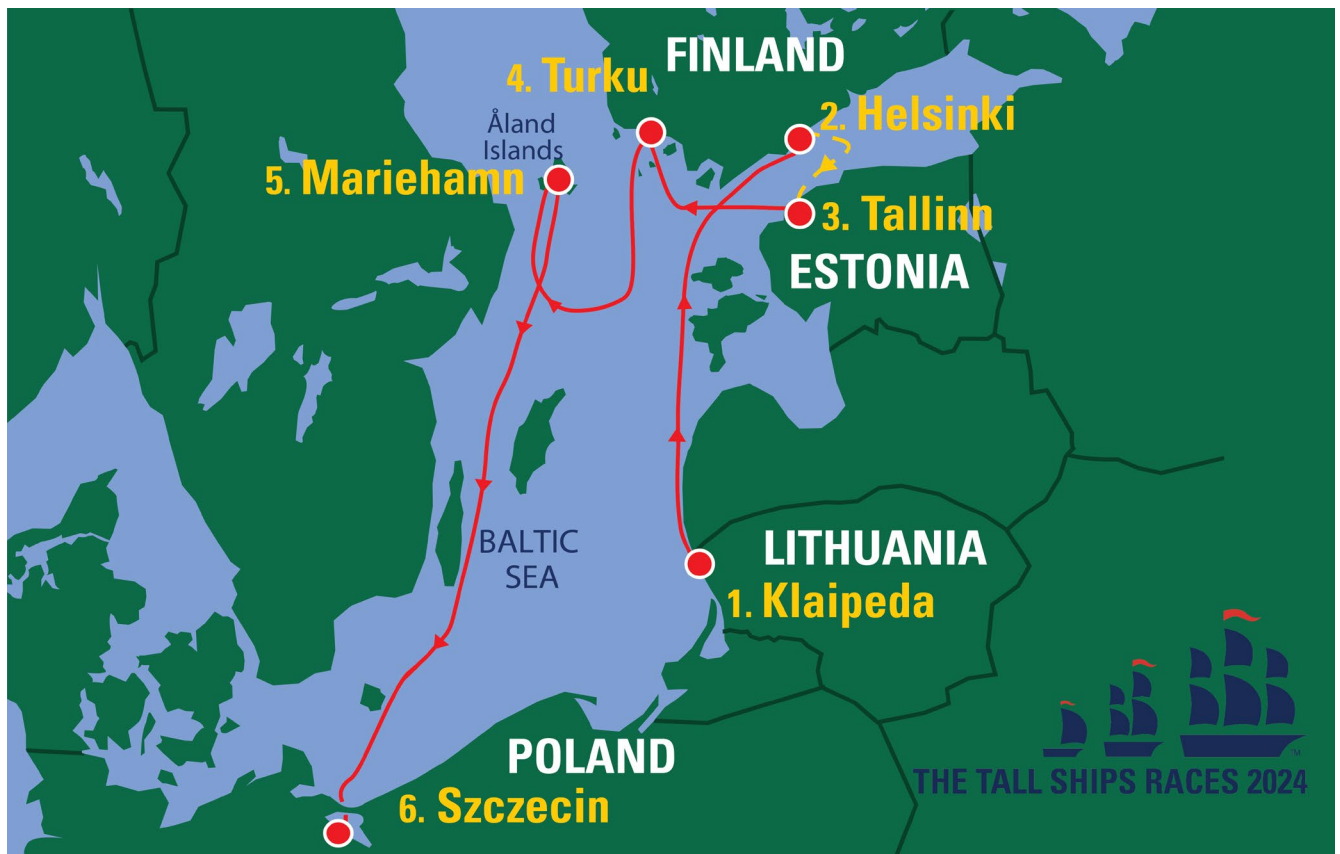 FINLAND
4. Turku
2. Helsinki
Åland
Islands
5. Mariehamn
3. Tallinn
ESTONIA
BALTIC
SEA
LITHUANIA
1. Klaipeda
POLAND
6. Szczecin
THE TALL SHIPS RACES 2024
TM